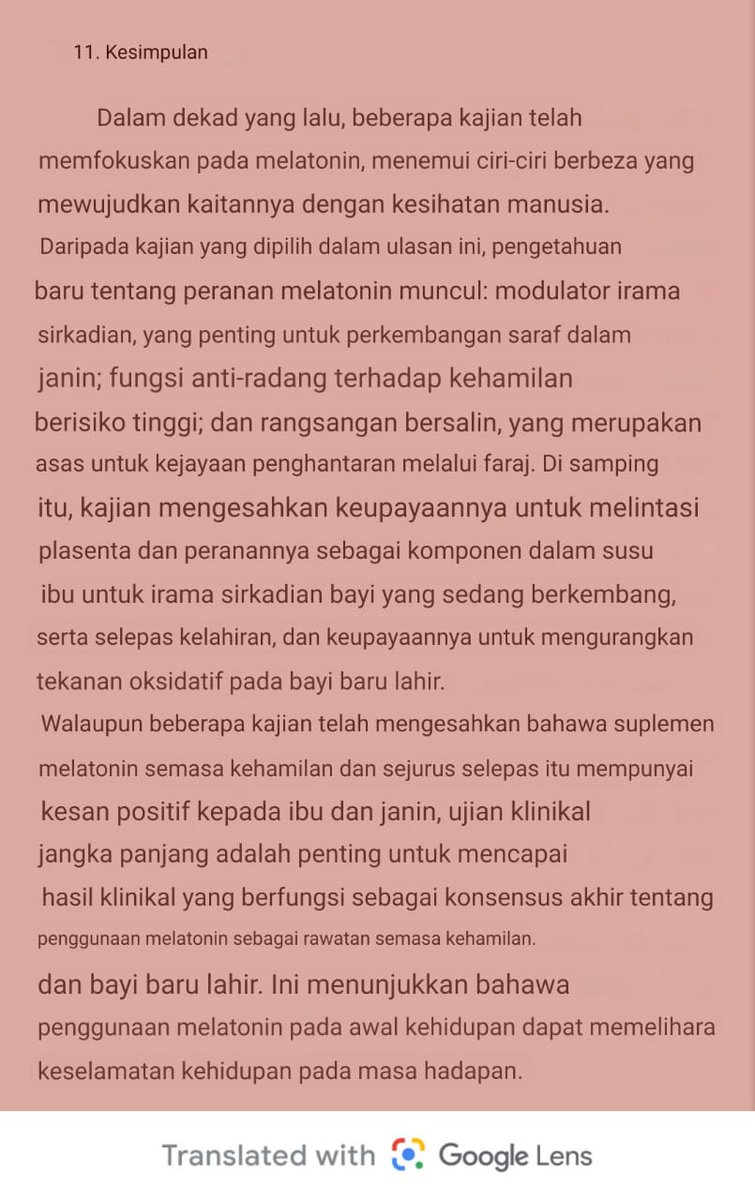 11. Kesimpulan
Dalam dekad yang lalu, beberapa kajian telah
memfokuskan pada melatonin, menemui ciri-ciri berbeza yang
mewujudkan kaitannya dengan kesihatan manusia.
Daripada kajian yang dipilih dalam ulasan ini, pengetahuan
baru tentang peranan melatonin muncul: modulator irama
sirkadian, yang penting untuk perkembangan saraf dalam
janin; fungsi anti-radang terhadap kehamilan
berisiko tinggi; dan rangsangan bersalin, yang merupakan
asas untuk kejayaan penghantaran melalui faraj. Di samping
itu, kajian mengesahkan keupayaannya untuk melintasi
plasenta dan peranannya sebagai komponen dalam susu
ibu untuk irama sirkadian bayi yang sedang berkembang,
serta selepas kelahiran, dan keupayaannya untuk mengurangkan
tekanan oksidatif pada bayi baru lahir.
Walaupun beberapa kajian telah mengesahkan bahawa suplemen
melatonin semasa kehamilan dan sejurus selepas itu mempunyai
kesan positif kepada ibu dan janin, ujian klinikal
jangka panjang adalah penting untuk mencapai
hasil klinikal yang berfungsi sebagai konsensus akhir tentang
penggunaan melatonin sebagai rawatan semasa kehamilan.
dan bayi baru lahir. Ini menunjukkan bahawa
penggunaan melatonin pada awal kehidupan dapat memelihara
keselamatan kehidupan pada masa hadapan.
Translated with Google Lens